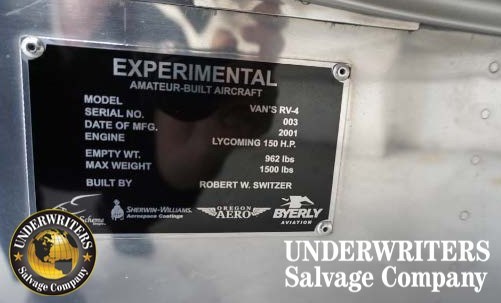 EXPERIMENTAL
AMATEUR-BUILT AIRCRAFT
MODEL VAN'S RV-4
SERIAL NO. 003
DATE OF MFG. 2001
ENGINE LYCOMING 150 H.P.
EMPTY WT. 962 lbs
MAX WEIGHT 1500 lbs
BUILT BY ROBERT W. SWITZER
Scheme
SHERWIN-WILLIAMS.
Aerospace Coatings
OREGON
AERO
BYERLY
AVIATION
UNDERWRITERS
Salvage Company
UNDERWRITERS
Salvage Company